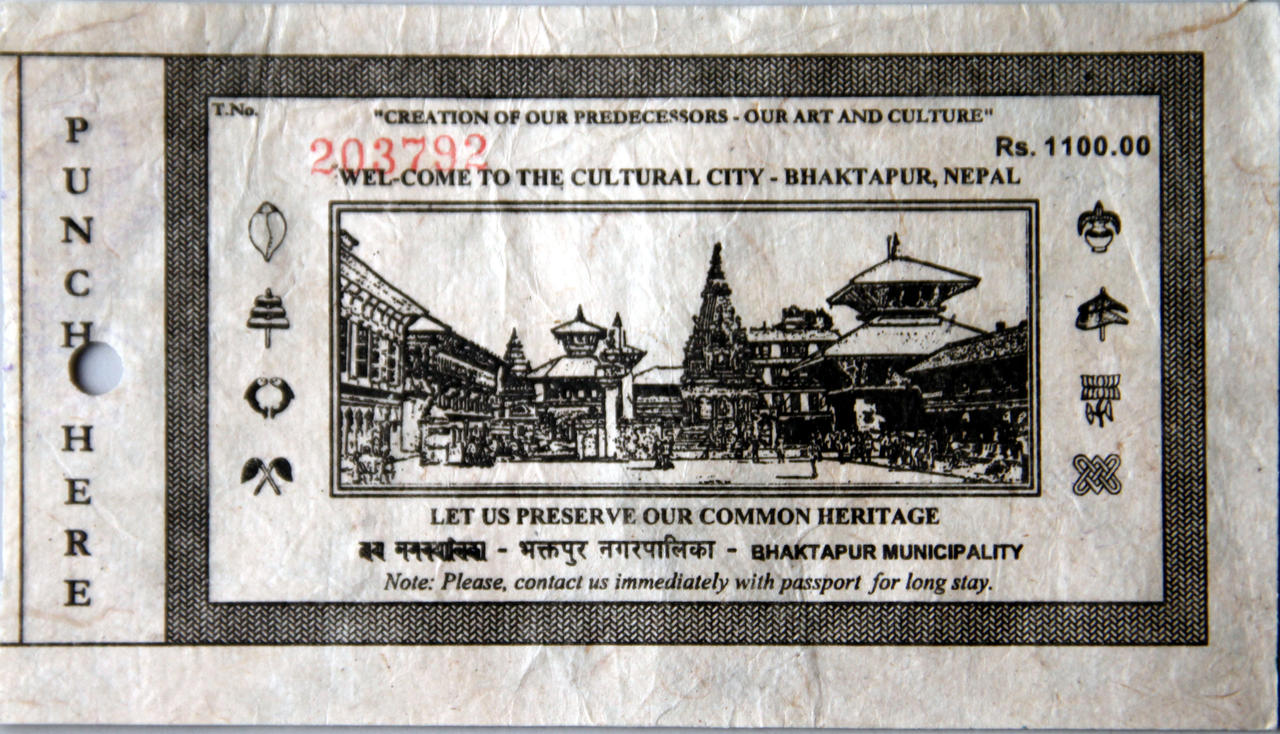 PUNCH HERE
T.No.
"CREATION OF OUR PREDECESSORS - OUR ART AND CULTURE"
203792
Rs. 1100.00
WEL-COME TO THE CULTURAL CITY - BHAKTAPUR, NEPAL
LET US PRESERVE OUR COMMON HERITAGE
- भक्तपुर नगरपालिका - BHAKTAPUR MUNICIPALITY
Note: Please, contact us immediately with passport for long stay.